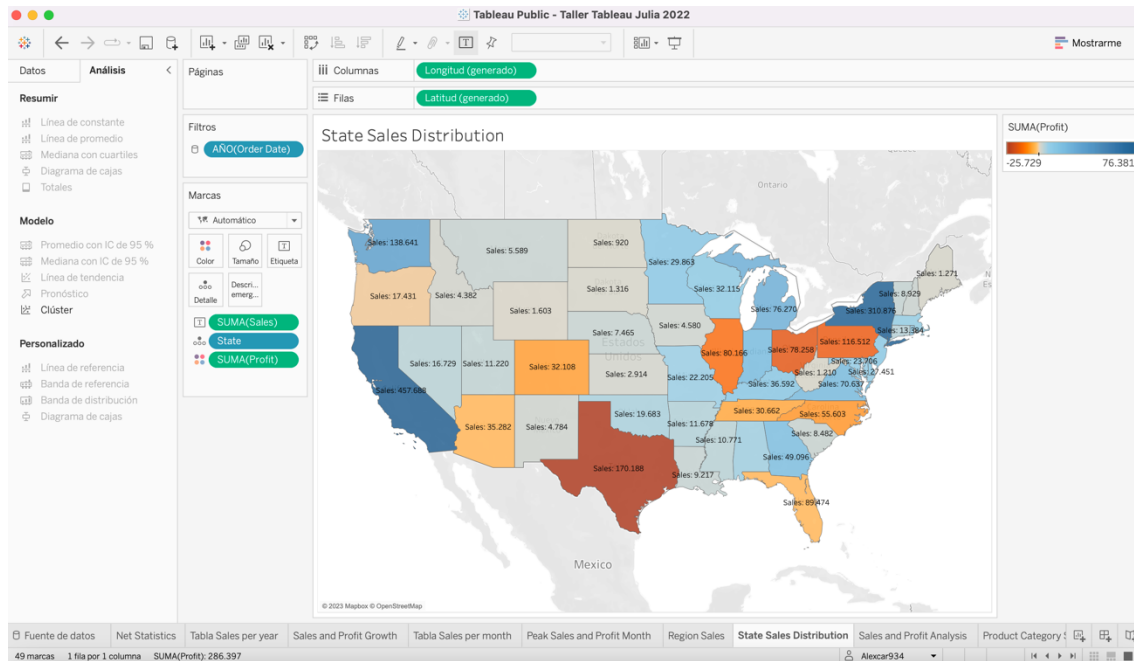 Tableau Public - Taller Tableau Julia 2022
Mostrarme
Datos
Análisis
Resumir
Línea de constante
Línea de promedio
Mediana con cuartiles
Diagrama de cajas
Totales
Modelo
Promedio con IC de 95 %
Mediana con IC de 95 %
Línea de tendencia
Pronóstico
Clúster
Personalizado
Línea de referencia
Banda de referencia
Banda de distribución
Diagrama de cajas
Páginas
Filtros
AÑO(Order Date)
Marcas
Automático
Color
Tamaño
Etiqueta
Detalle
Descri...
emerg...
SUMA(Sales)
State
SUMA(Profit)
Columnas
Longitud (generado)
Filas
Latitud (generado)
State Sales Distribution
Ontario
Sales: 138.641
Sales: 5.589
Sales: 920
Sales: 29.863
Sales: 1.271
Sales: 17.431
Sales: 4.382
Sales: 1.316
Sales: 32.115
Sales: 8.929
Sales: 1.603
Sales: 76.270
Sales: 310.876
Sales: 7.465
Sales: 4.580
Sales: 13.384
Estados
Unidos
Sales: 16.729
Sales: 11.220
Sales: 32.108
Sales: 2.914
Sales: 80.166
Sales: 78.258
Sales: 116.512
Sales: 23.706
Sales: 27.451
Sales: 1.210
Sales: 457.688
Sales: 22.205
Sales: 36.592
Sales: 70.637
Sales: 35.282
Sales: 4.784
Sales: 19.683
Sales: 11.678
Sales: 30.662
Sales: 55.603
Sales: 8.482
Sales: 10.771
Sales: 49.096
Sales: 170.188
Sales: 9.217
Sales: 89.474
Mexico
© 2023 Mapbox © OpenStreetMap
SUMA(Profit)
-25.729
76.381
Fuente de datos
Net Statistics
Tabla Sales per year
Sales and Profit Growth
Tabla Sales per month
Peak Sales and Profit Month
Region Sales
State Sales Distribution
Sales and Profit Analysis
Product Category
49 marcas
1 fila por 1 columna
SUMA(Profit): 286.397
Alexcar934